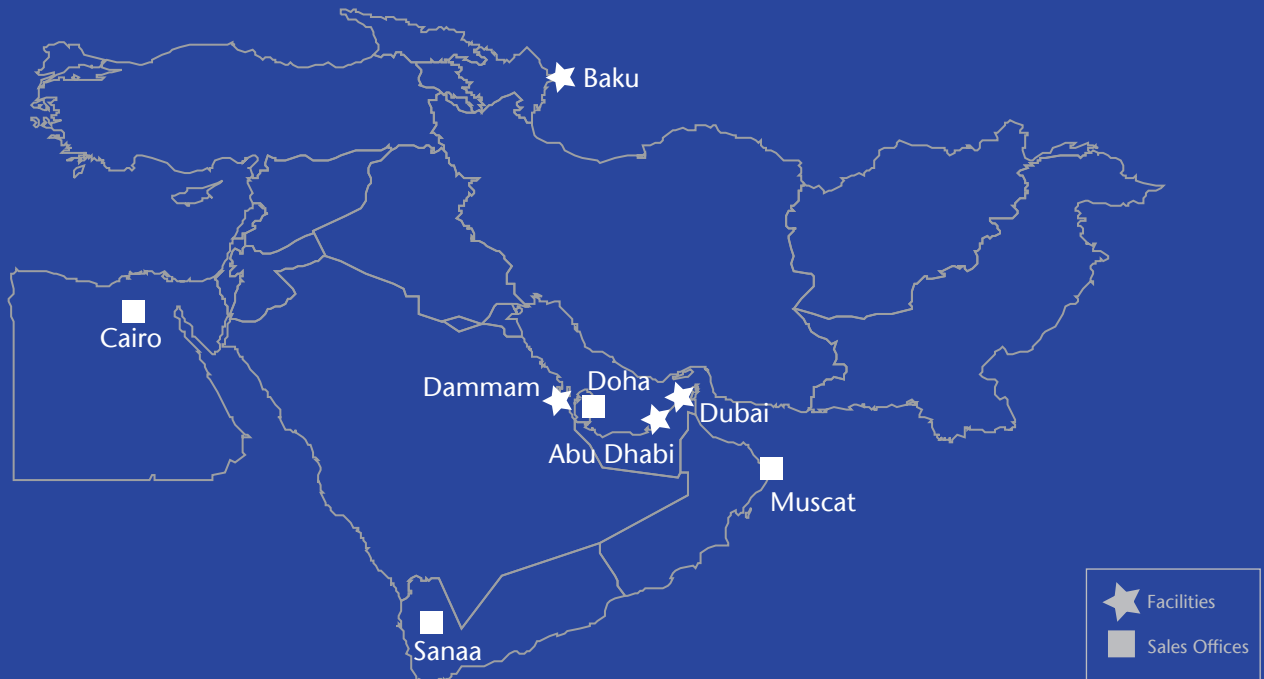 Baku
Cairo
Dammam
Doha
Dubai
Abu Dhabi
Muscat
Sanaa
Facilities
Sales Offices